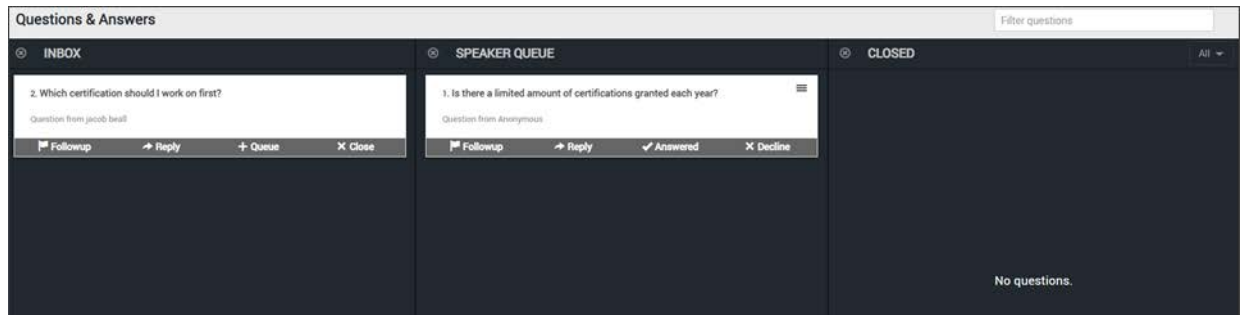 Questions & Answers
Filter questions
INBOX
2. Which certification should I work on first?
Question from jacob beall
Followup Reply Queue Close
SPEAKER QUEUE
1. Is there a limited amount of certifications granted each year?
Question from Anonymous
Followup Reply Answered Decline
CLOSED
All
No questions.